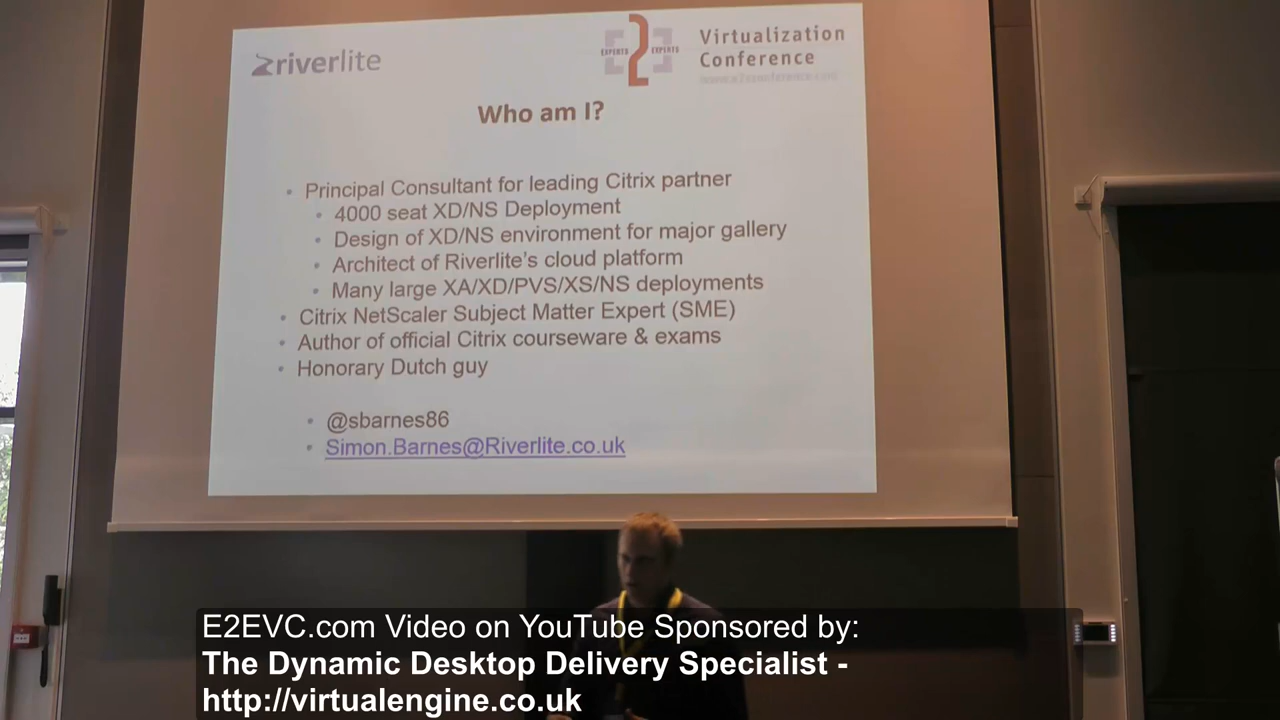 riverlite
EXPERTS 2 EXPERTS
Virtualization
Conference
Who am I?
• Principal Consultant for leading Citrix partner
• 4000 seat XD/NS Deployment
• Design of XD/NS environment for major gallery
• Architect of Riverlite's cloud platform
• Many large XA/XD/PVS/XS/NS deployments
• Citrix NetScaler Subject Matter Expert (SME)
• Author of official Citrix courseware & exams
• Honorary Dutch guy
• @sbarnes86
• Simon.Barnes@Riverlite.co.uk
E2EVC.com Video on YouTube Sponsored by:
The Dynamic Desktop Delivery Specialist -
http://virtualengine.co.uk